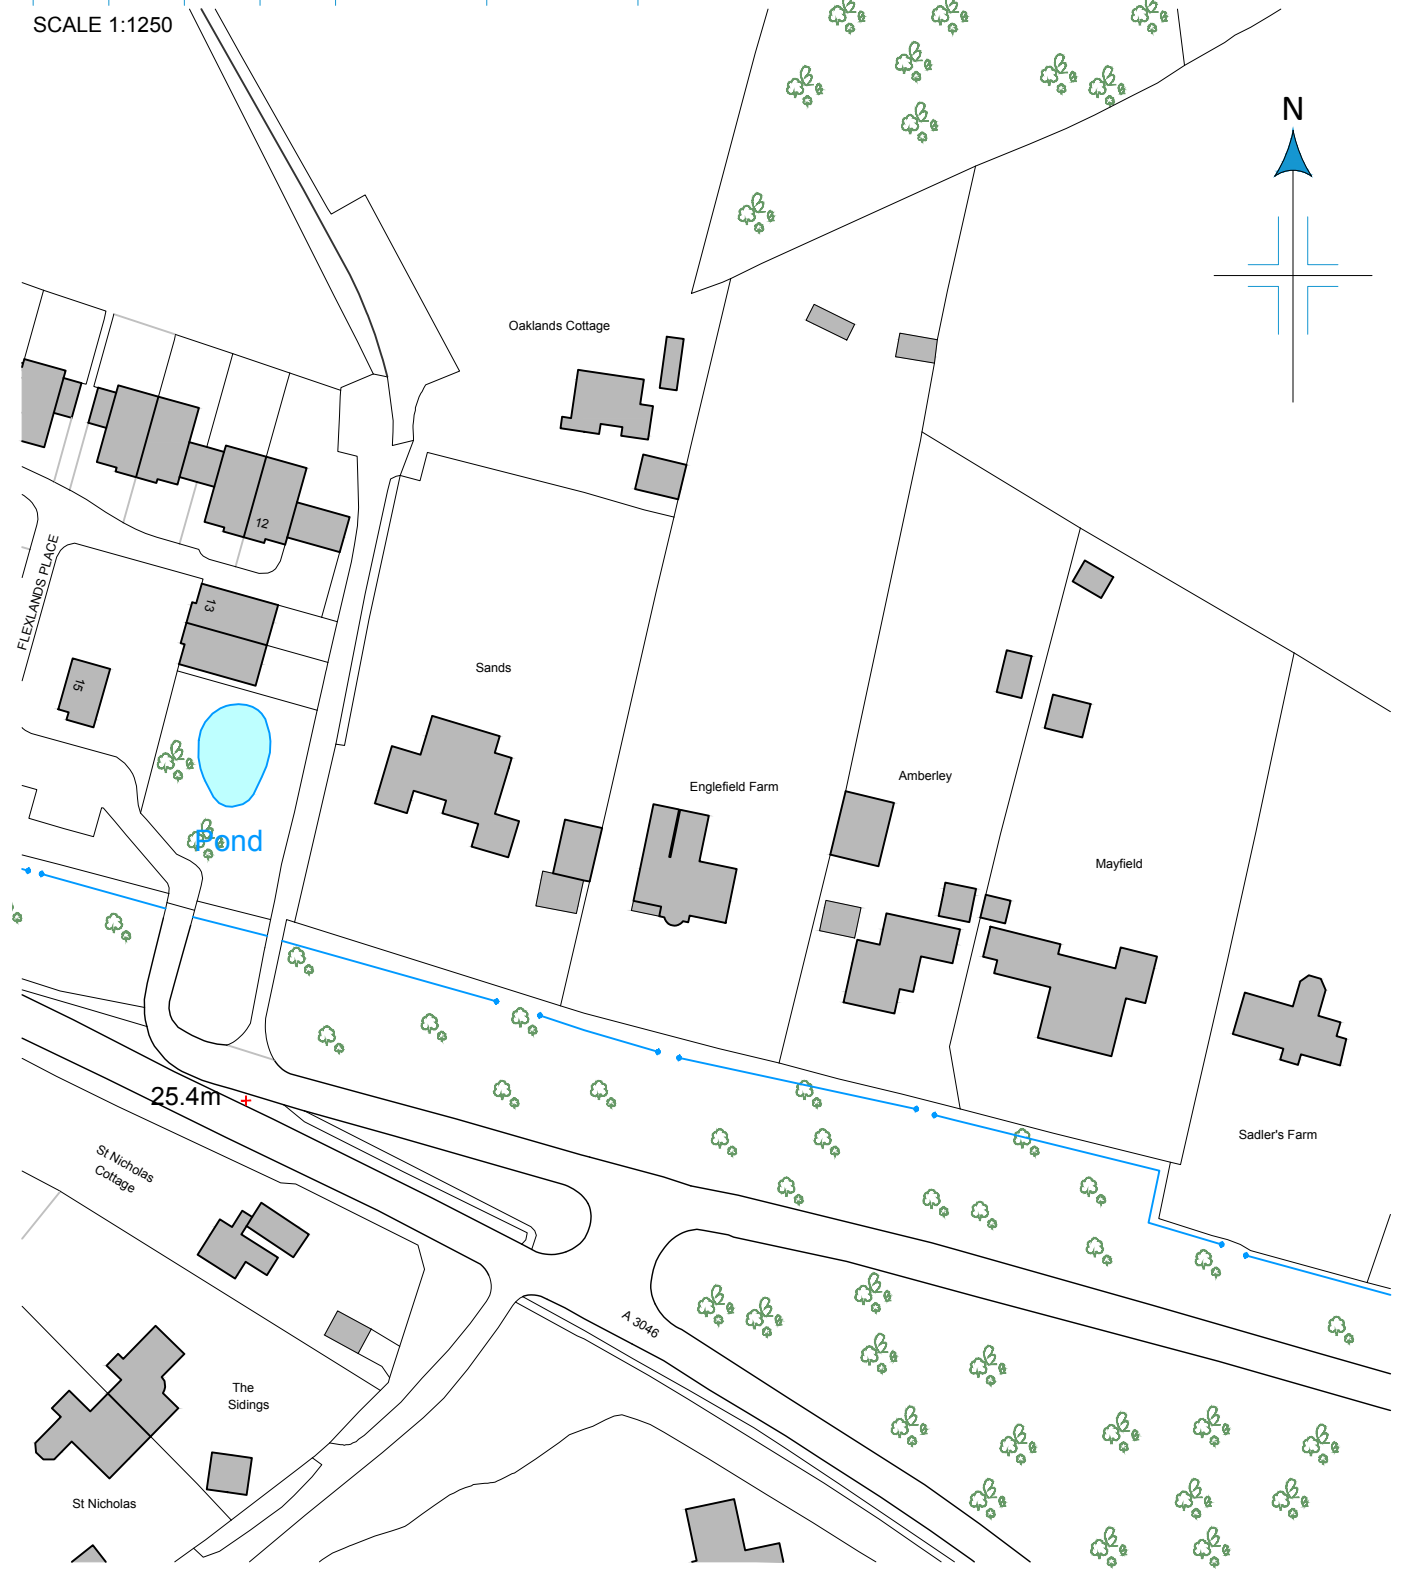 SCALE 1:1250
N
Oaklands Cottage
12
FLEXLANDS PLACE
13
15
Sands
Pond
Englefield Farm
Amberley
Mayfield
25.4m
Sadler's Farm
St Nicholas
Cottage
A 3046
The
Sidings
St Nicholas